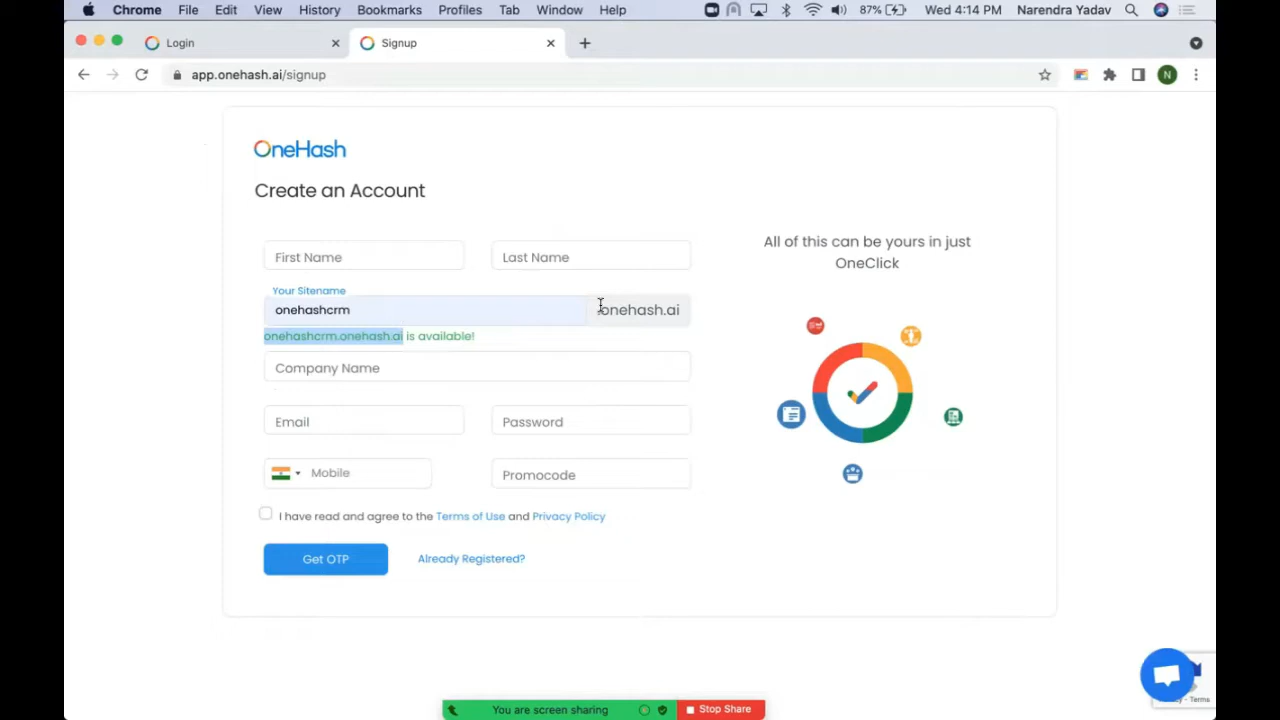 Chrome File Edit View History Bookmarks Profiles Tab Window Help 87% Wed 4:14 PM Narendra Yadav
Login Signup
app.onehash.ai/signup N
OneHash
Create an Account
First Name Last Name
Your Sitename
onehashcrm .onehash.ai
onehashcrm.onehash.ai is available!
Company Name
Email Password
Mobile Promocode
I have read and agree to the Terms of Use and Privacy Policy
Get OTP Already Registered?
All of this can be yours in just
OneClick
Terms
You are screen sharing Stop Share